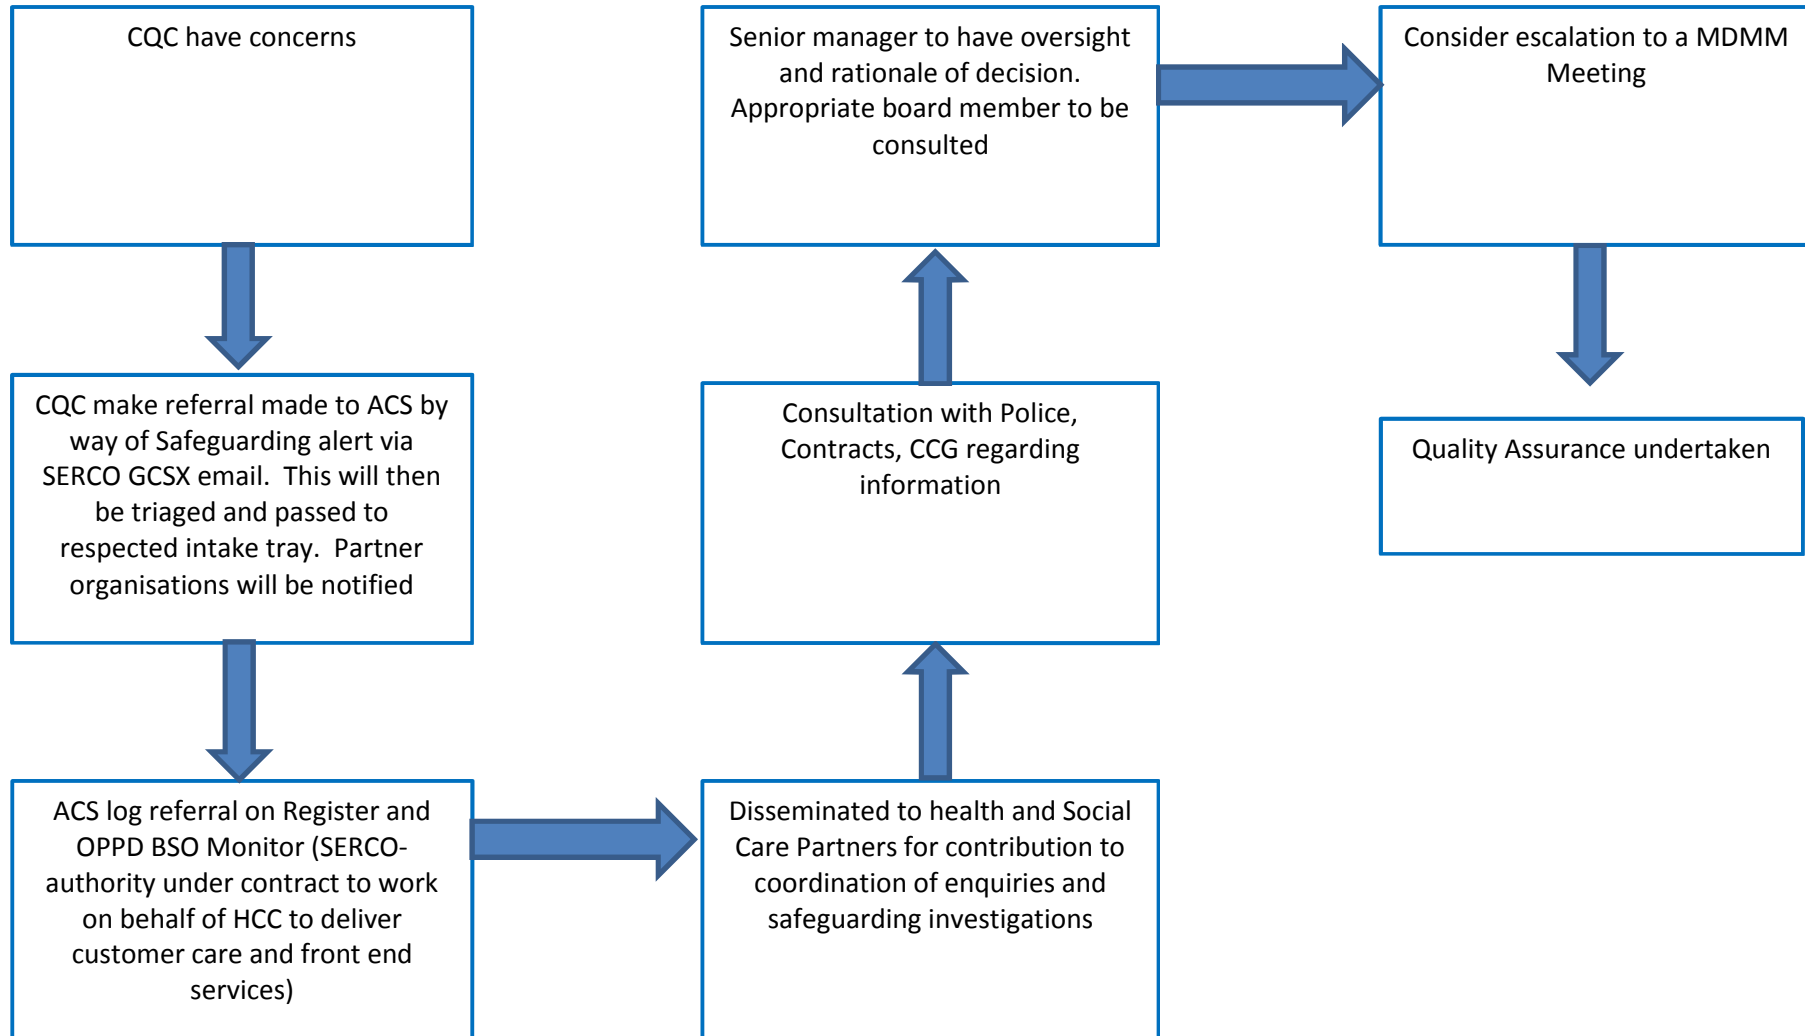 CQC have concerns
CQC make referral made to ACS by
way of Safeguarding alert via
SERCO GCSX email.  This will then
be triaged and passed to
respected intake tray.  Partner
organisations will be notified
ACS log referral on Register and
OPPD BSO Monitor (SERCO-
authority under contract to work
on behalf of HCC to deliver
customer care and front end
services)
Disseminated to health and Social
Care Partners for contribution to
coordination of enquiries and
safeguarding investigations
Consultation with Police,
Contracts, CCG regarding
information
Senior manager to have oversight
and rationale of decision.
Appropriate board member to be
consulted
Consider escalation to a MDMM
Meeting
Quality Assurance undertaken